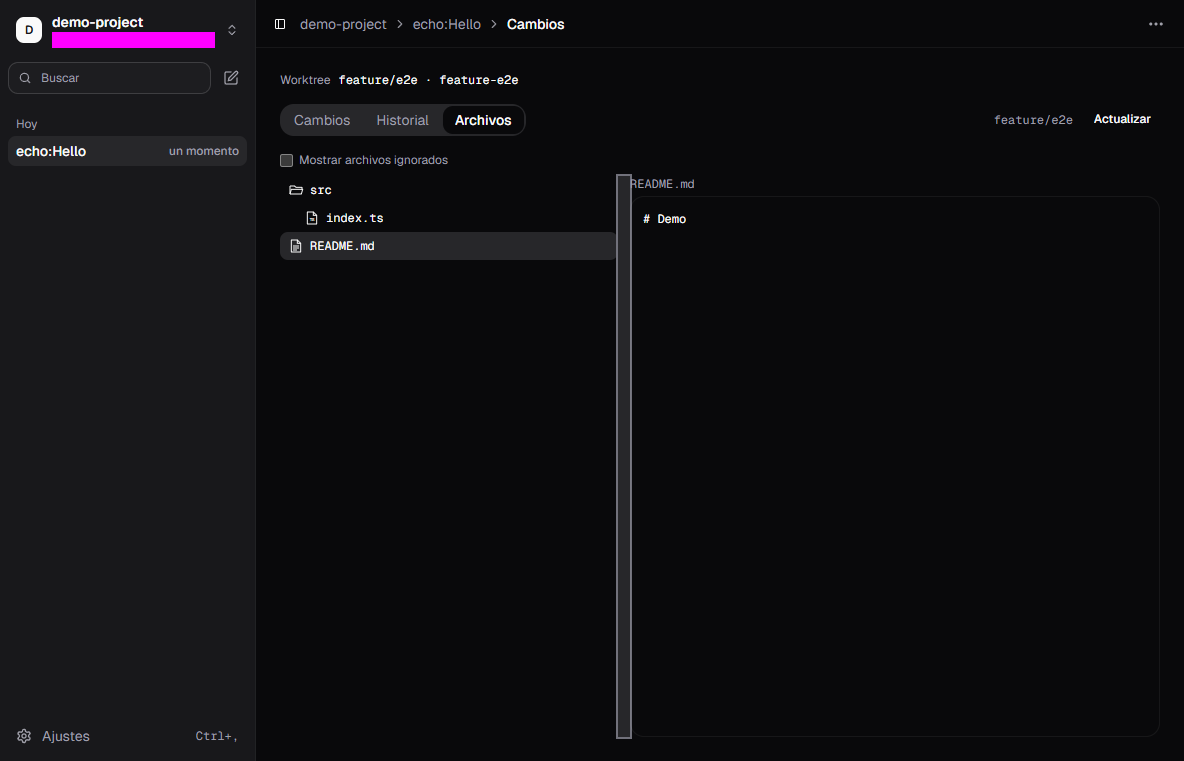 D
demo-project
Buscar
Hoy
echo:Hello un momento
Ajustes Ctrl+,
demo-project > echo:Hello > Cambios
Worktree feature/e2e · feature-e2e
Cambios Historial Archivos
feature/e2e Actualizar
Mostrar archivos ignorados
src
index.ts
README.md
README.md
# Demo